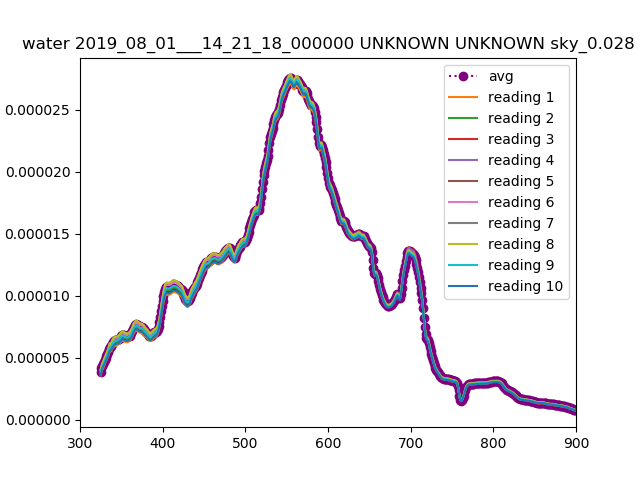 water 2019_08_01___14_21_18_000000 UNKNOWN UNKNOWN sky_0.028
avg
reading 1
reading 2
reading 3
reading 4
reading 5
reading 6
reading 7
reading 8
reading 9
reading 10
0.000025
0.000020
0.000015
0.000010
0.000005
0.000000
300 400 500 600 700 800 900